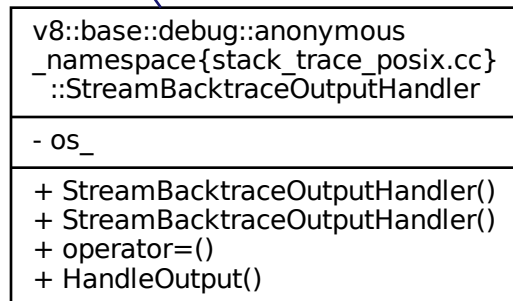 v8::base::debug::anonymous
_namespace{stack_trace_posix.cc}
::StreamBacktraceOutputHandler
- os_
+ StreamBacktraceOutputHandler()
+ StreamBacktraceOutputHandler()
+ operator=()
+ HandleOutput()